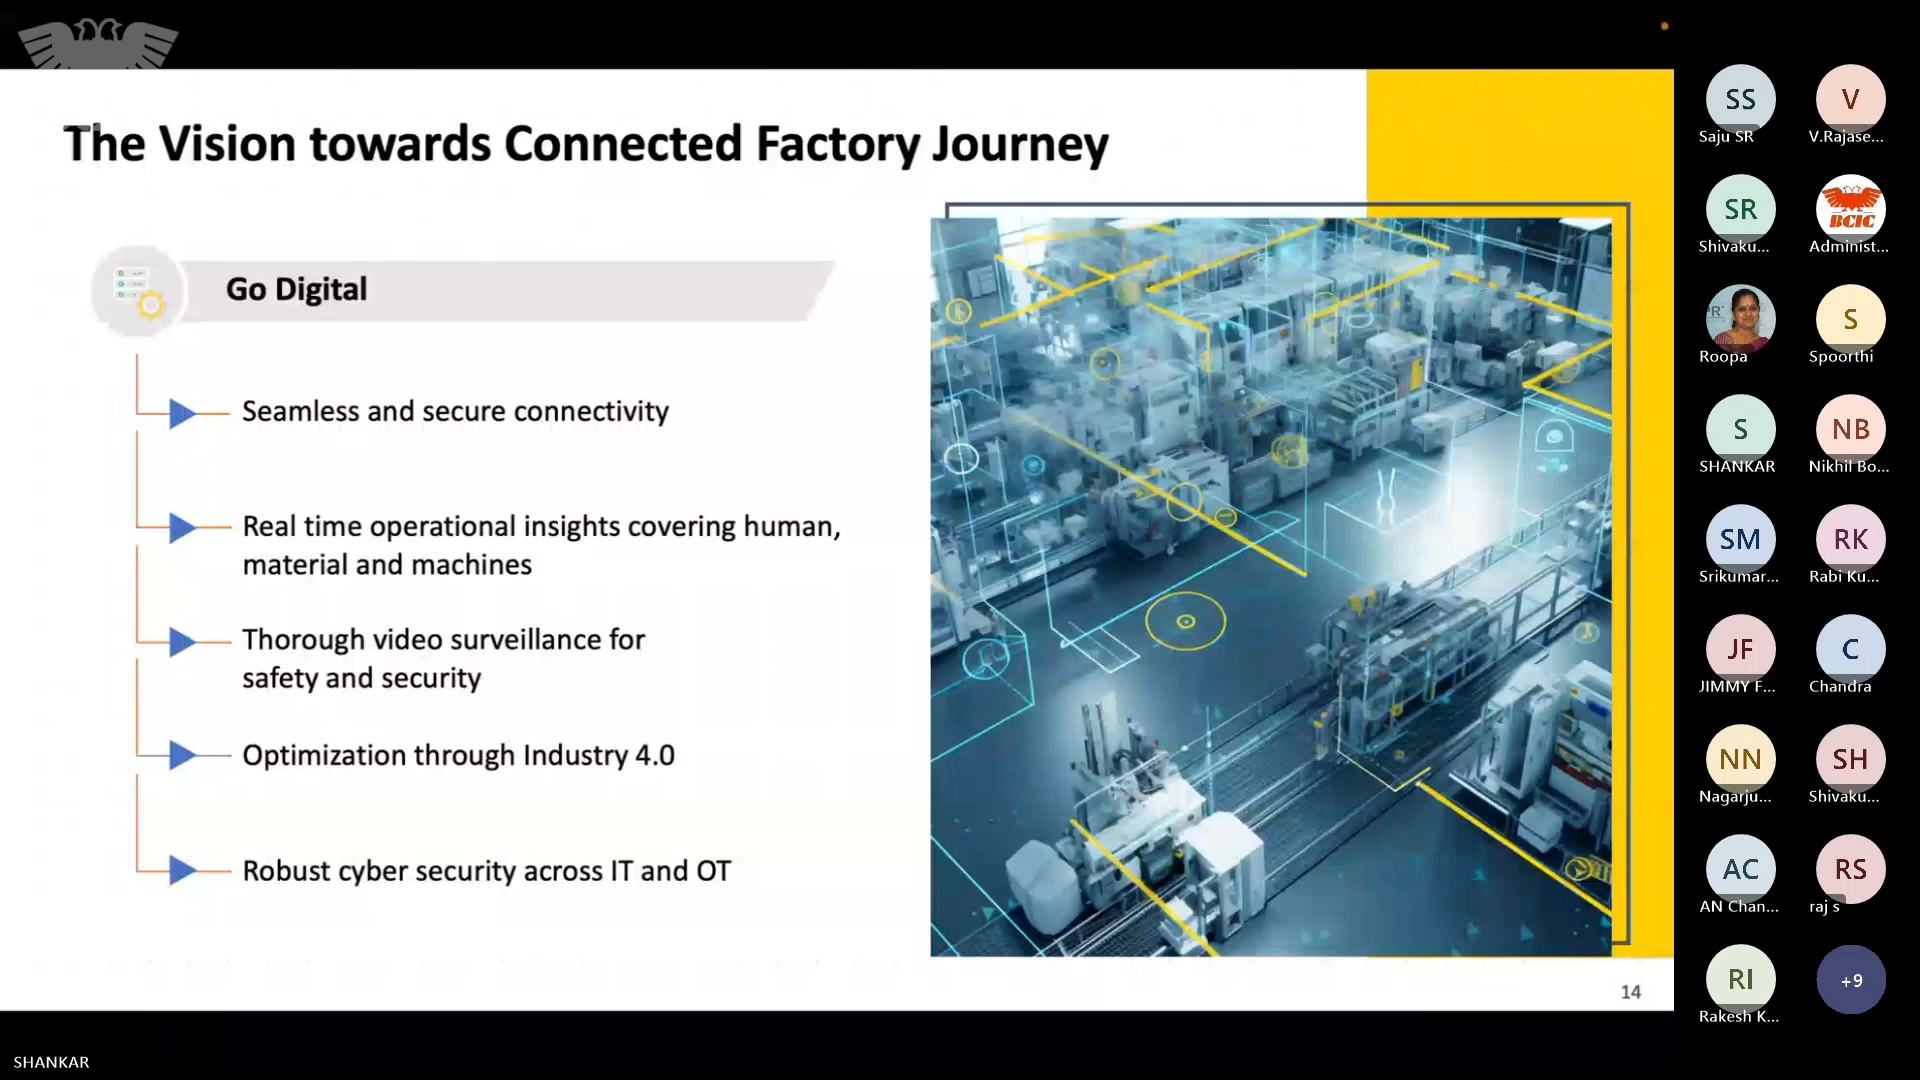 The Vision towards Connected Factory Journey
Go Digital
Seamless and secure connectivity
Real time operational insights covering human,
material and machines
Thorough video surveillance for
safety and security
Optimization through Industry 4.0
Robust cyber security across IT and OT
14
SHANKAR
SS
Saju SR
V
V.Rajase...
SR
Shivaku...
BCIC
Administ...
PR
Roopa
S
Spoorthi
S
SHANKAR
NB
Nikhil Bo...
SM
Srikumar...
RK
Rabi Ku...
JF
JIMMY F...
C
Chandra
NN
Nagarju...
SH
Shivaku...
AC
AN Chan...
RS
raj s
RI
Rakesh K...
+9